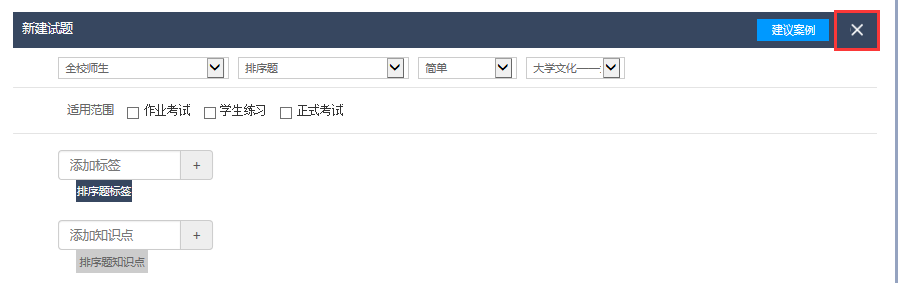 新建试题 建议案例
全校师生 排序题 简单 大学文化——
适用范围 作业考试 学生练习 正式考试
添加标签 +
排序题标签
添加知识点 +
排序题知识点